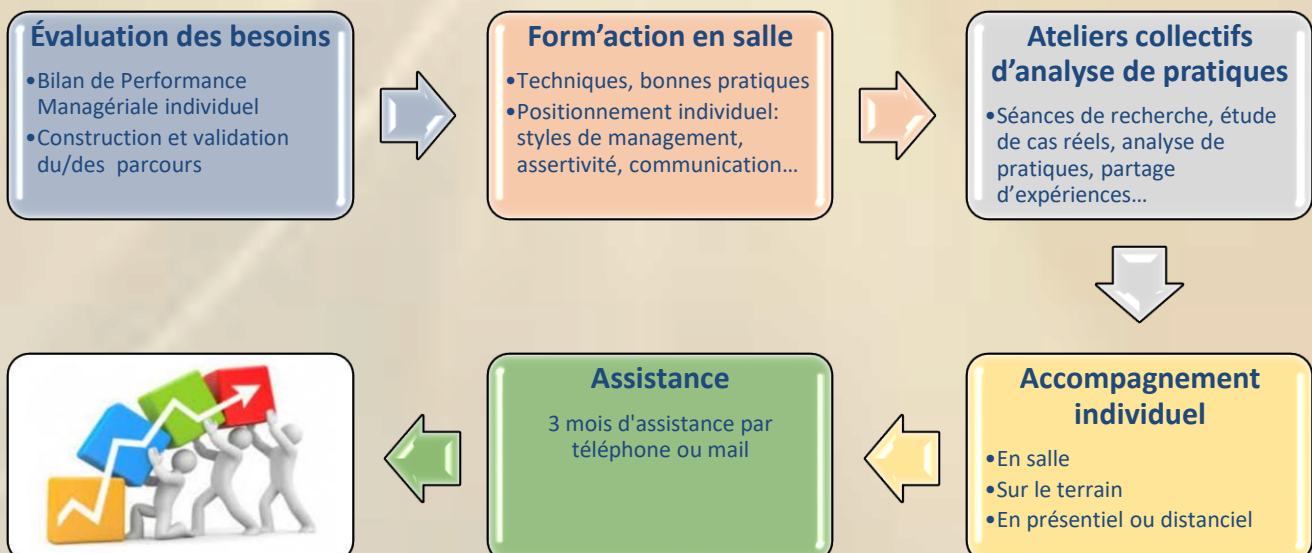 Évaluation des besoins
•Bilan de Performance
Managériale individuel
•Construction et validation
du/des  parcours
Form’action en salle
•Techniques, bonnes pratiques
•Positionnement individuel:
styles de management,
assertivité, communication…
Ateliers collectifs
d’analyse de pratiques
•Séances de recherche, étude
de cas réels, analyse de
pratiques, partage
d’expériences…
Accompagnement
individuel
•En salle
•Sur le terrain
•En présentiel ou distanciel
Assistance
3 mois d'assistance par
téléphone ou mail